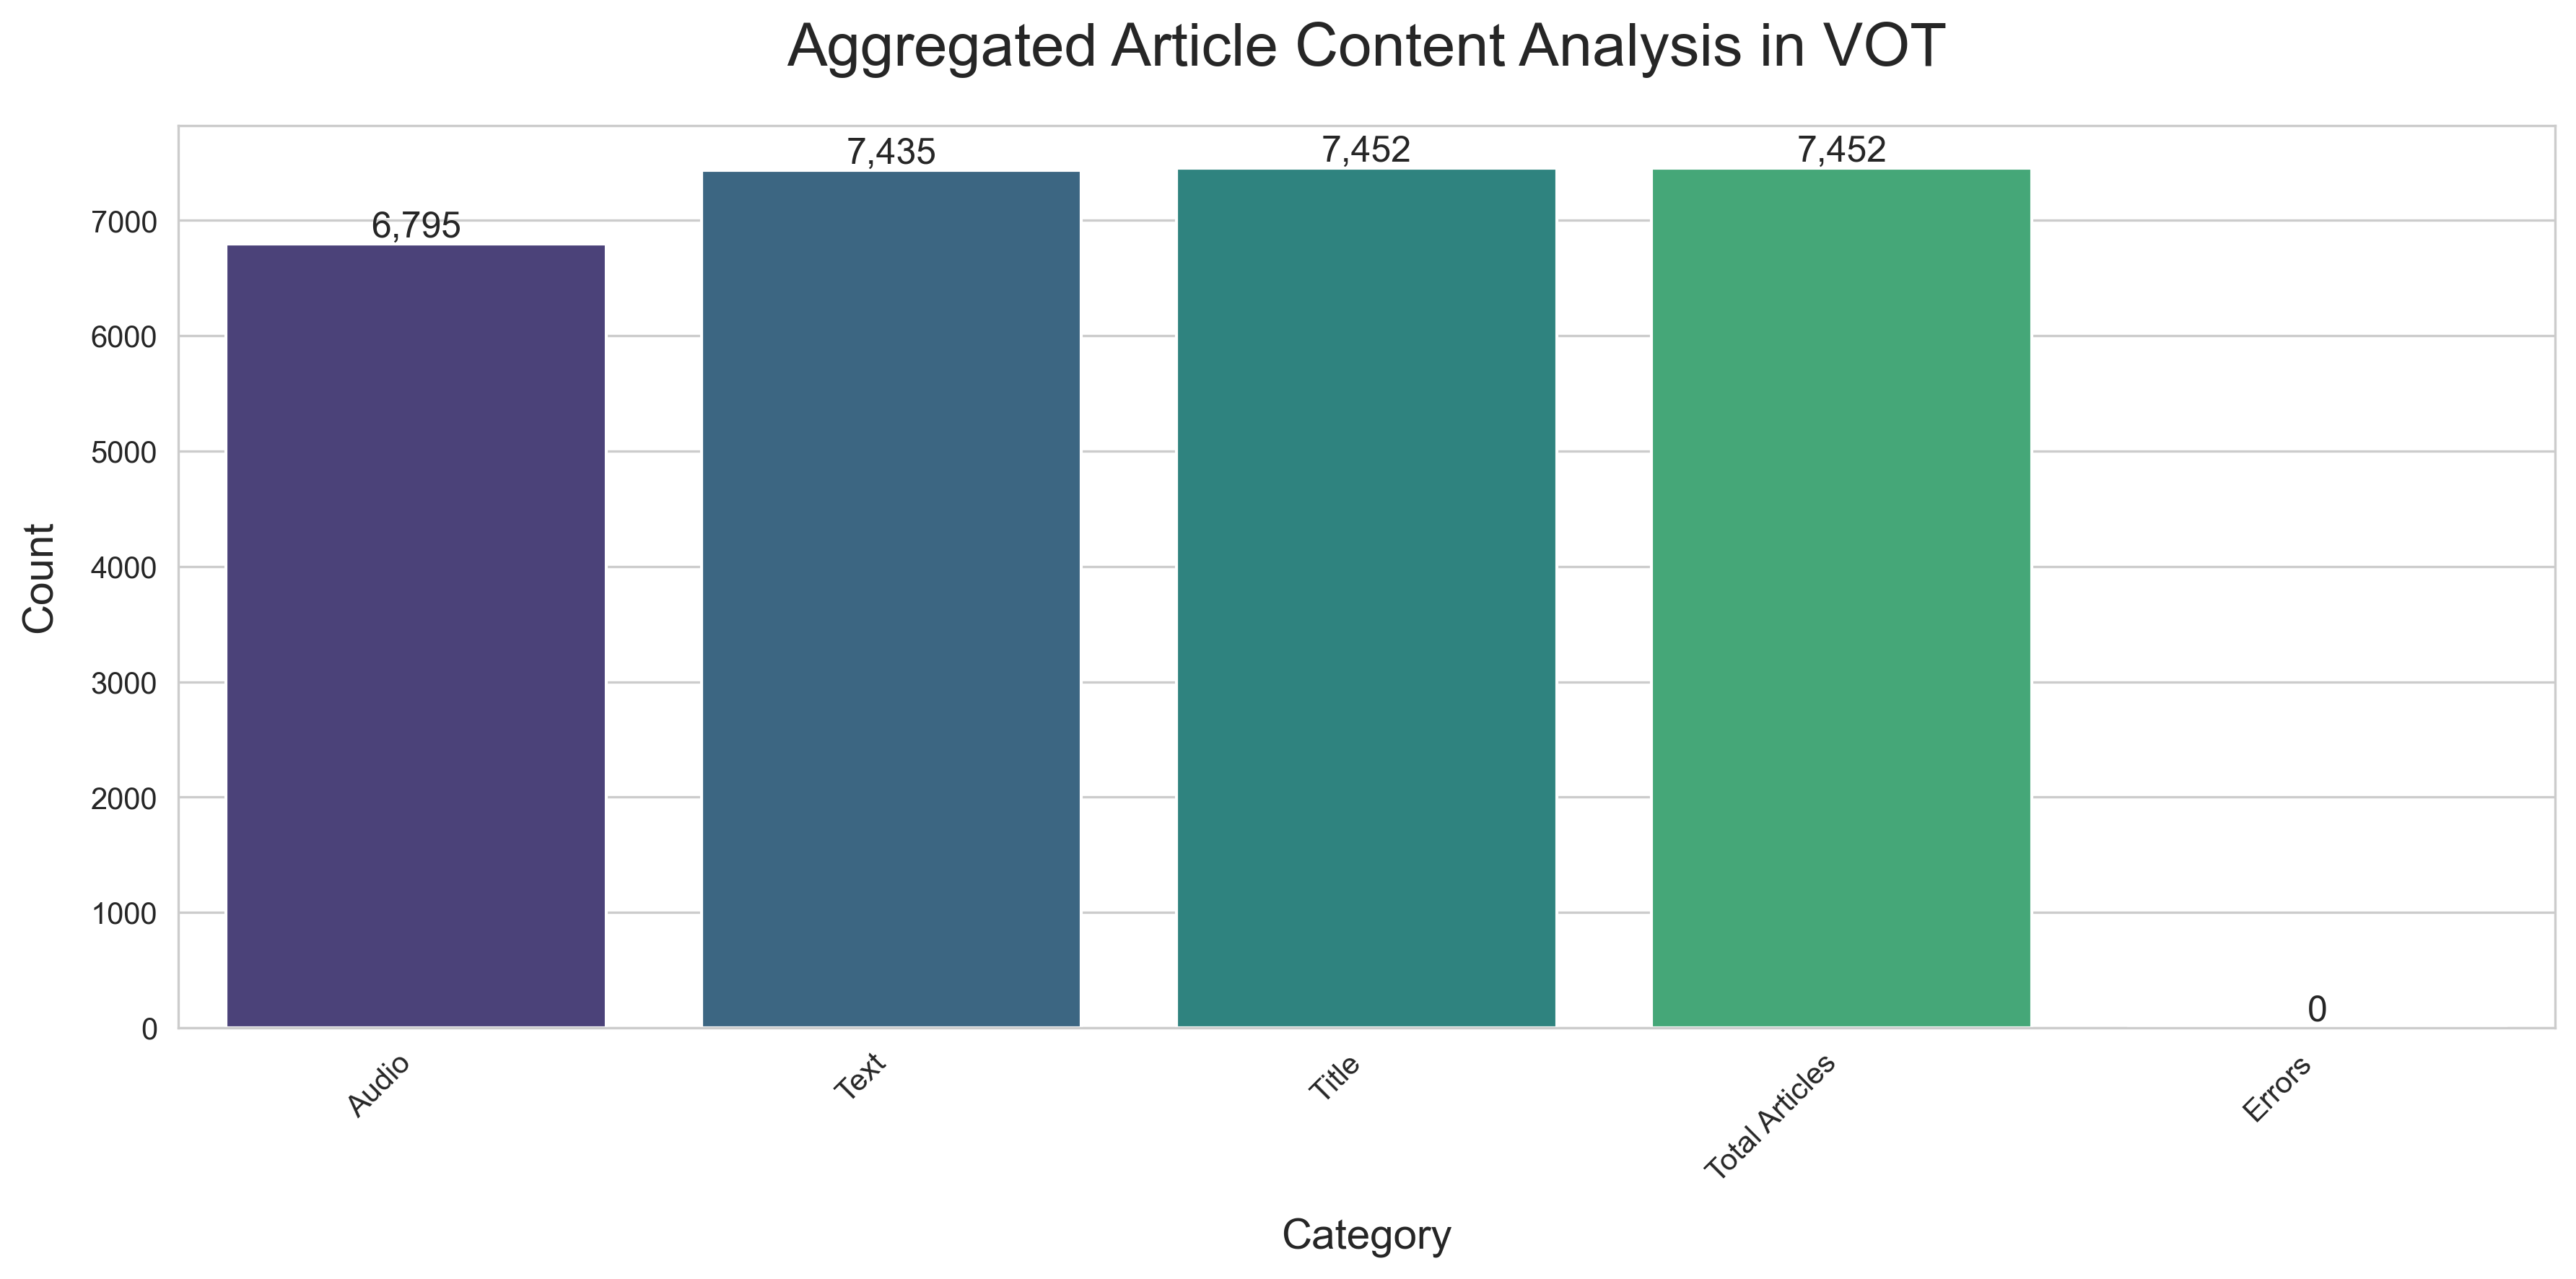 Aggregated Article Content Analysis in VOT
Count
7000
6000
5000
4000
3000
2000
1000
0
6,795
7,435
7,452
7,452
0
Audio
Text
Title
Total Articles
Errors
Category